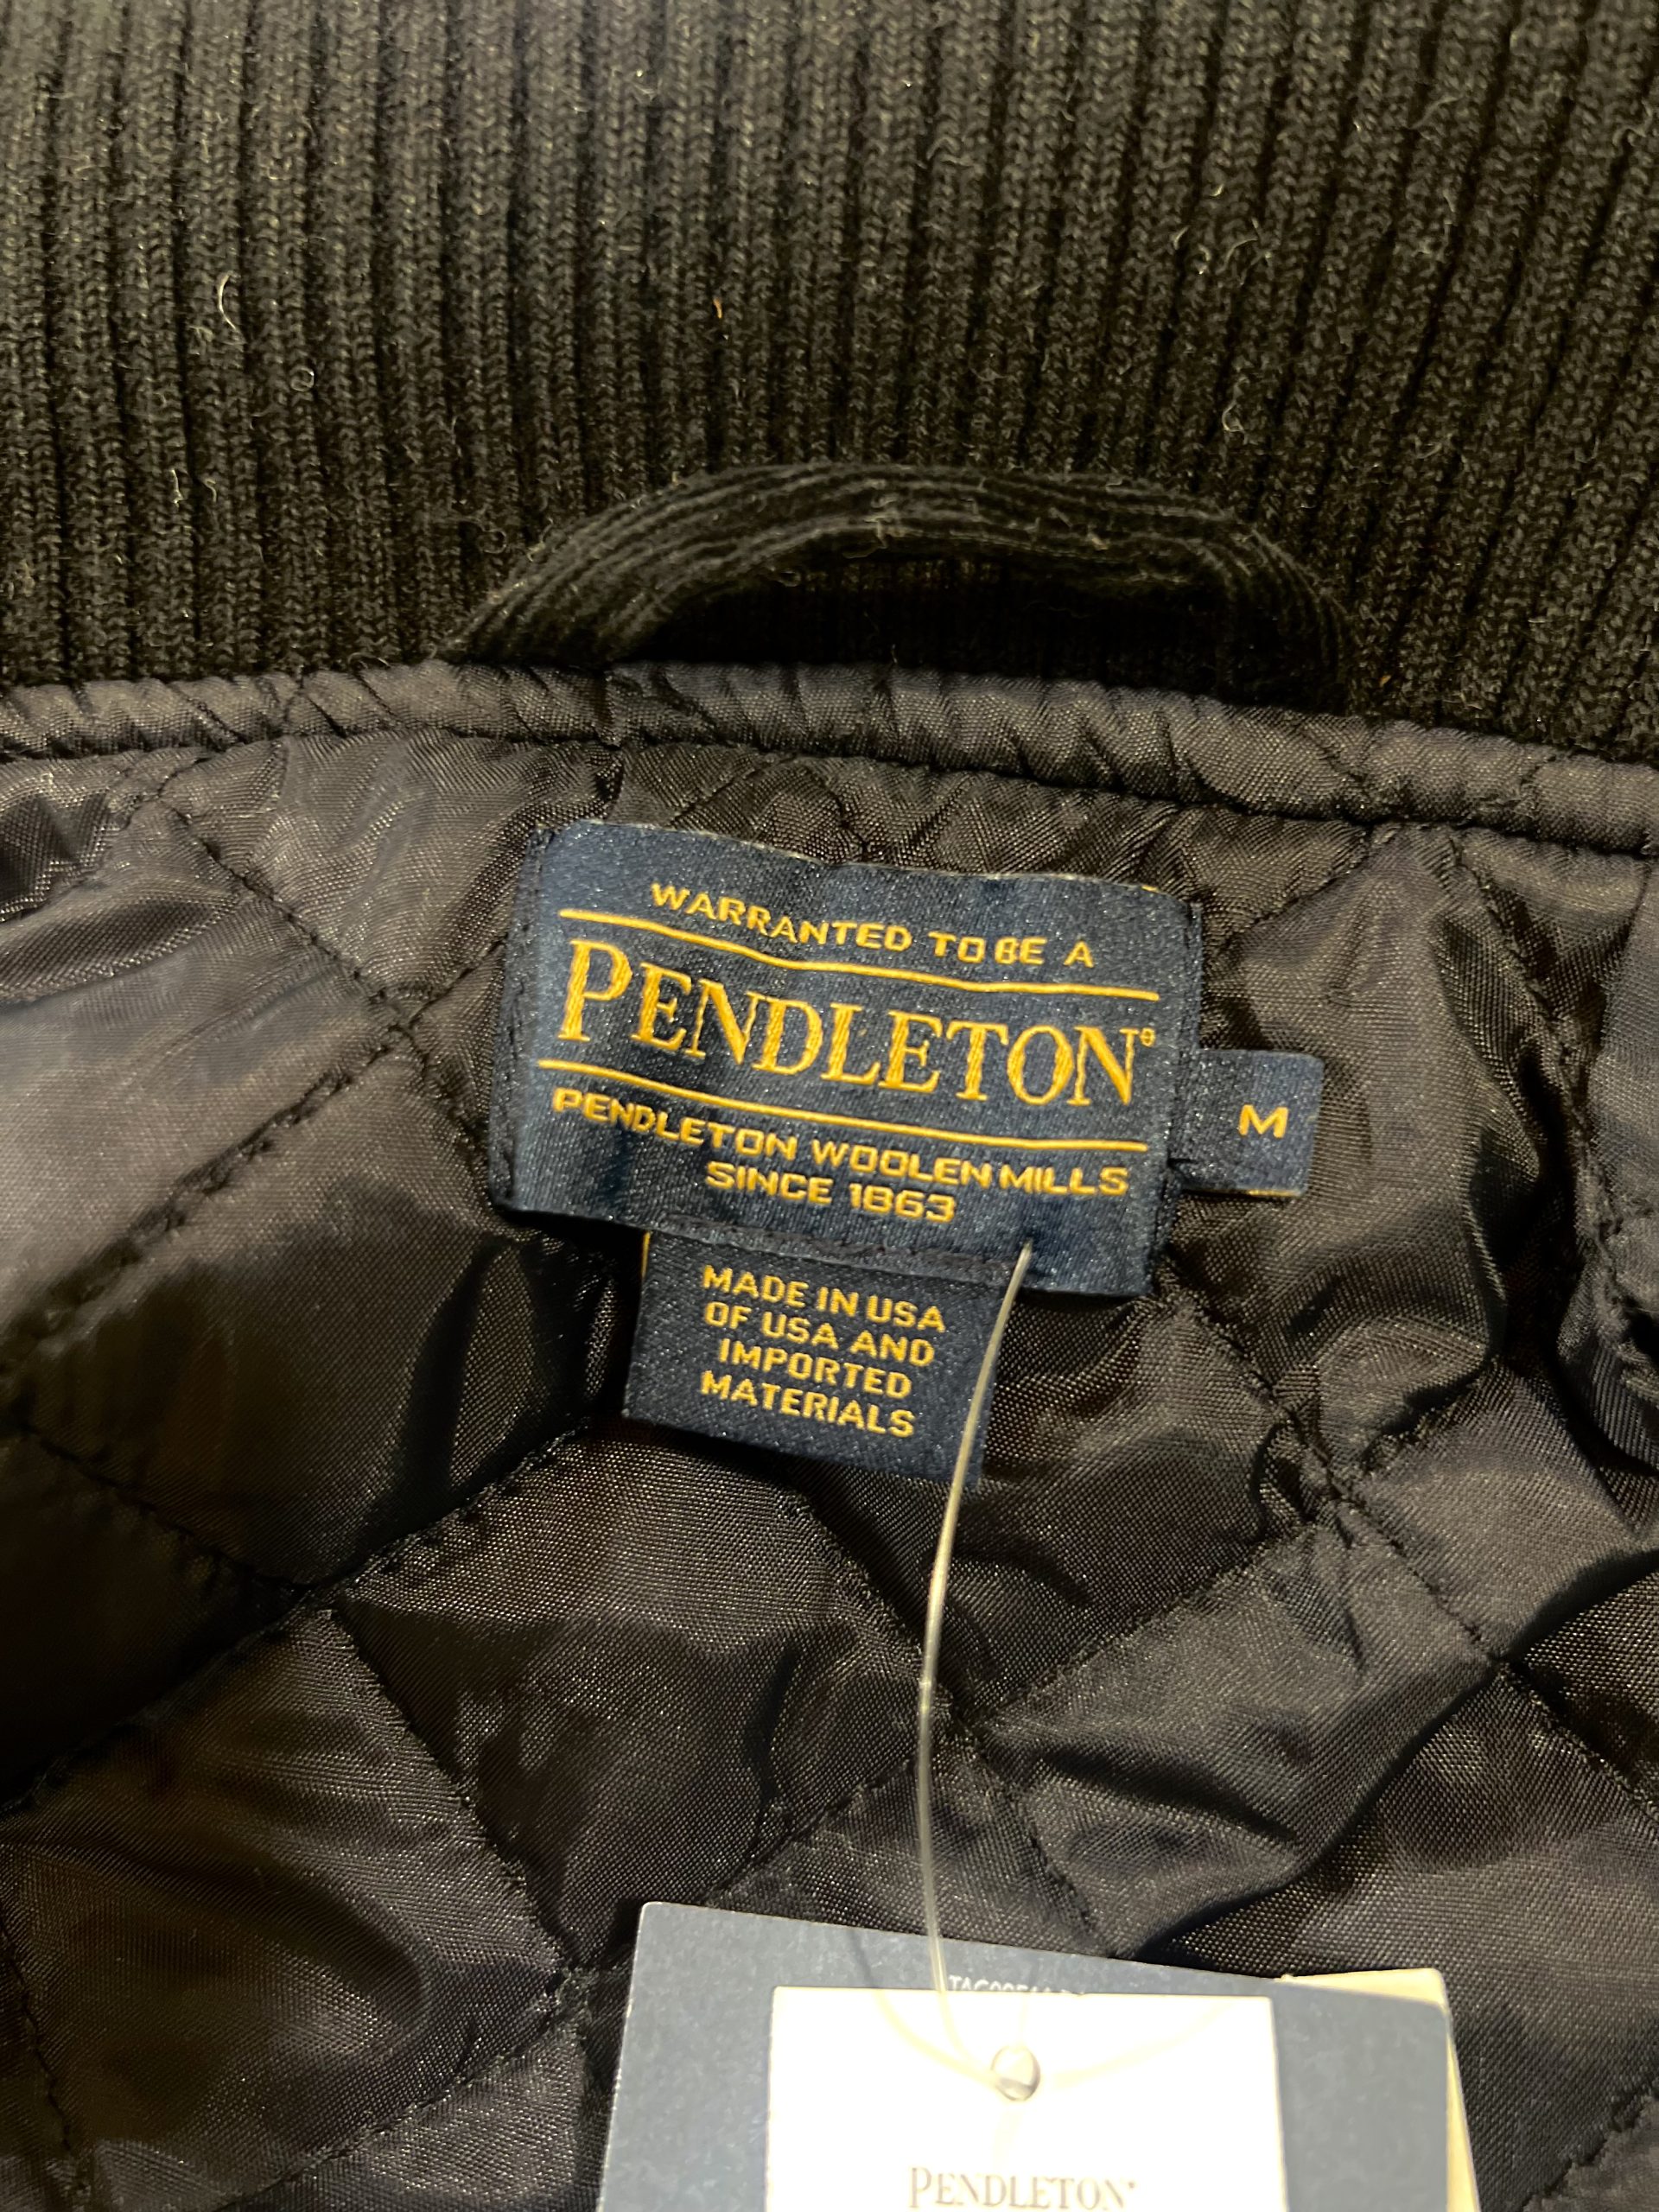 WARRANTED TO BE A
PENDLETON®
PENDLETON WOOLEN MILLS
SINCE 1863
M
MADE IN USA
OF USA AND
IMPORTED
MATERIALS
PENDLETON®